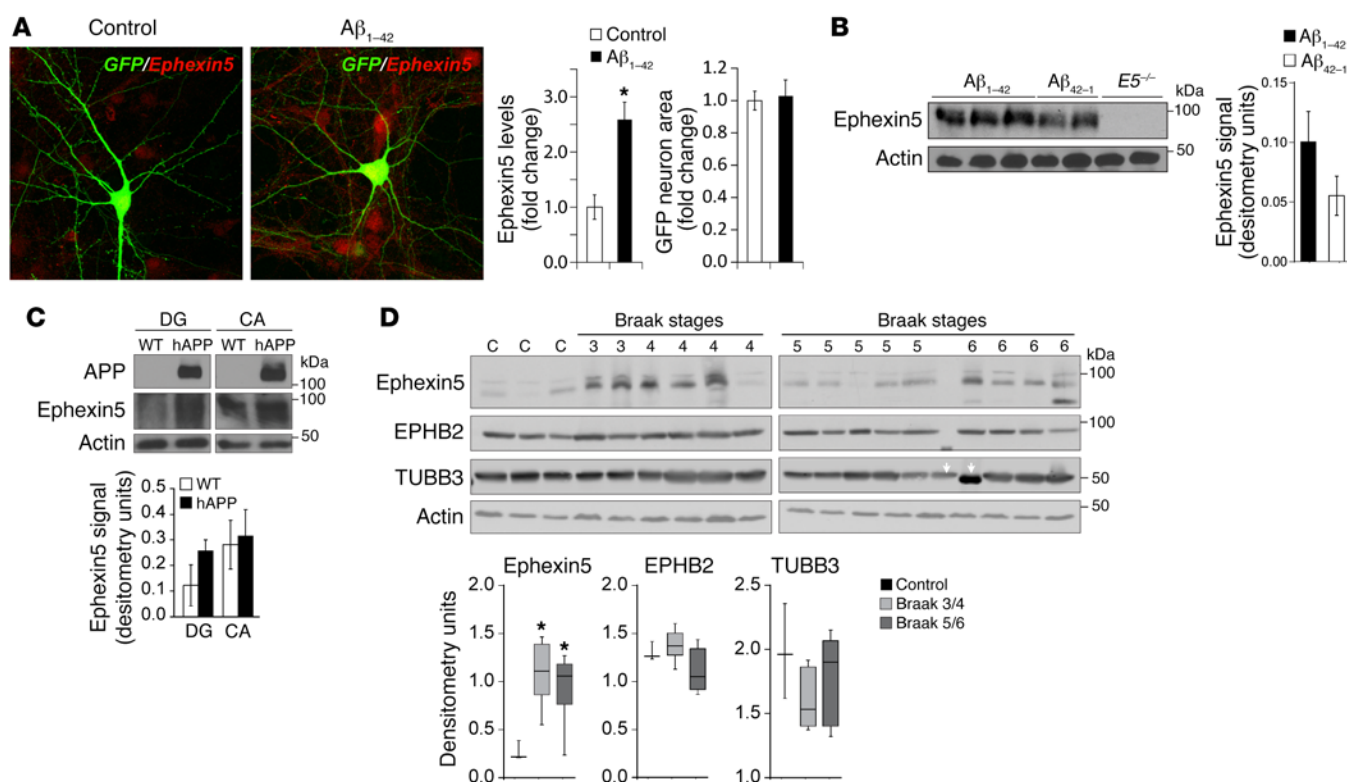 A
Control
Aβ1–42
GFP/Ephexin5
GFP/Ephexin5
Control
Aβ1–42
Ephexin5 levels
(fold change)
3.0
2.0
1.0
0.0
*
GFP neuron area
(fold change)
1.2
1.0
0.8
0.6
0.4
0.2
0.0
B
Aβ1–42 Aβ42–1 E5–/–
kDa
Ephexin5
100
Actin
50
Aβ1–42
Aβ42–1
Ephexin5 signal
(desitometry units)
0.15
0.10
0.05
0.00
C
DG CA
WT hAPP WT hAPP
kDa
APP
100
Ephexin5
100
Actin
50
WT
hAPP
Ephexin5 signal
(desitometry units)
0.5
0.4
0.3
0.2
0.1
0.0
DG CA
D
Braak stages Braak stages
C C C 3 3 4 4 4 4 5 5 5 5 5 6 6 6 6
kDa
Ephexin5
100
EPHB2
100
TUBB3
50
Actin
50
Ephexin5 EPHB2 TUBB3
Densitometry units
2.0
1.5
1.0
0.5
0.0
* *
2.0
1.5
1.0
0.5
0.0
2.5
2.0
1.5
1.0
Control
Braak 3/4
Braak 5/6